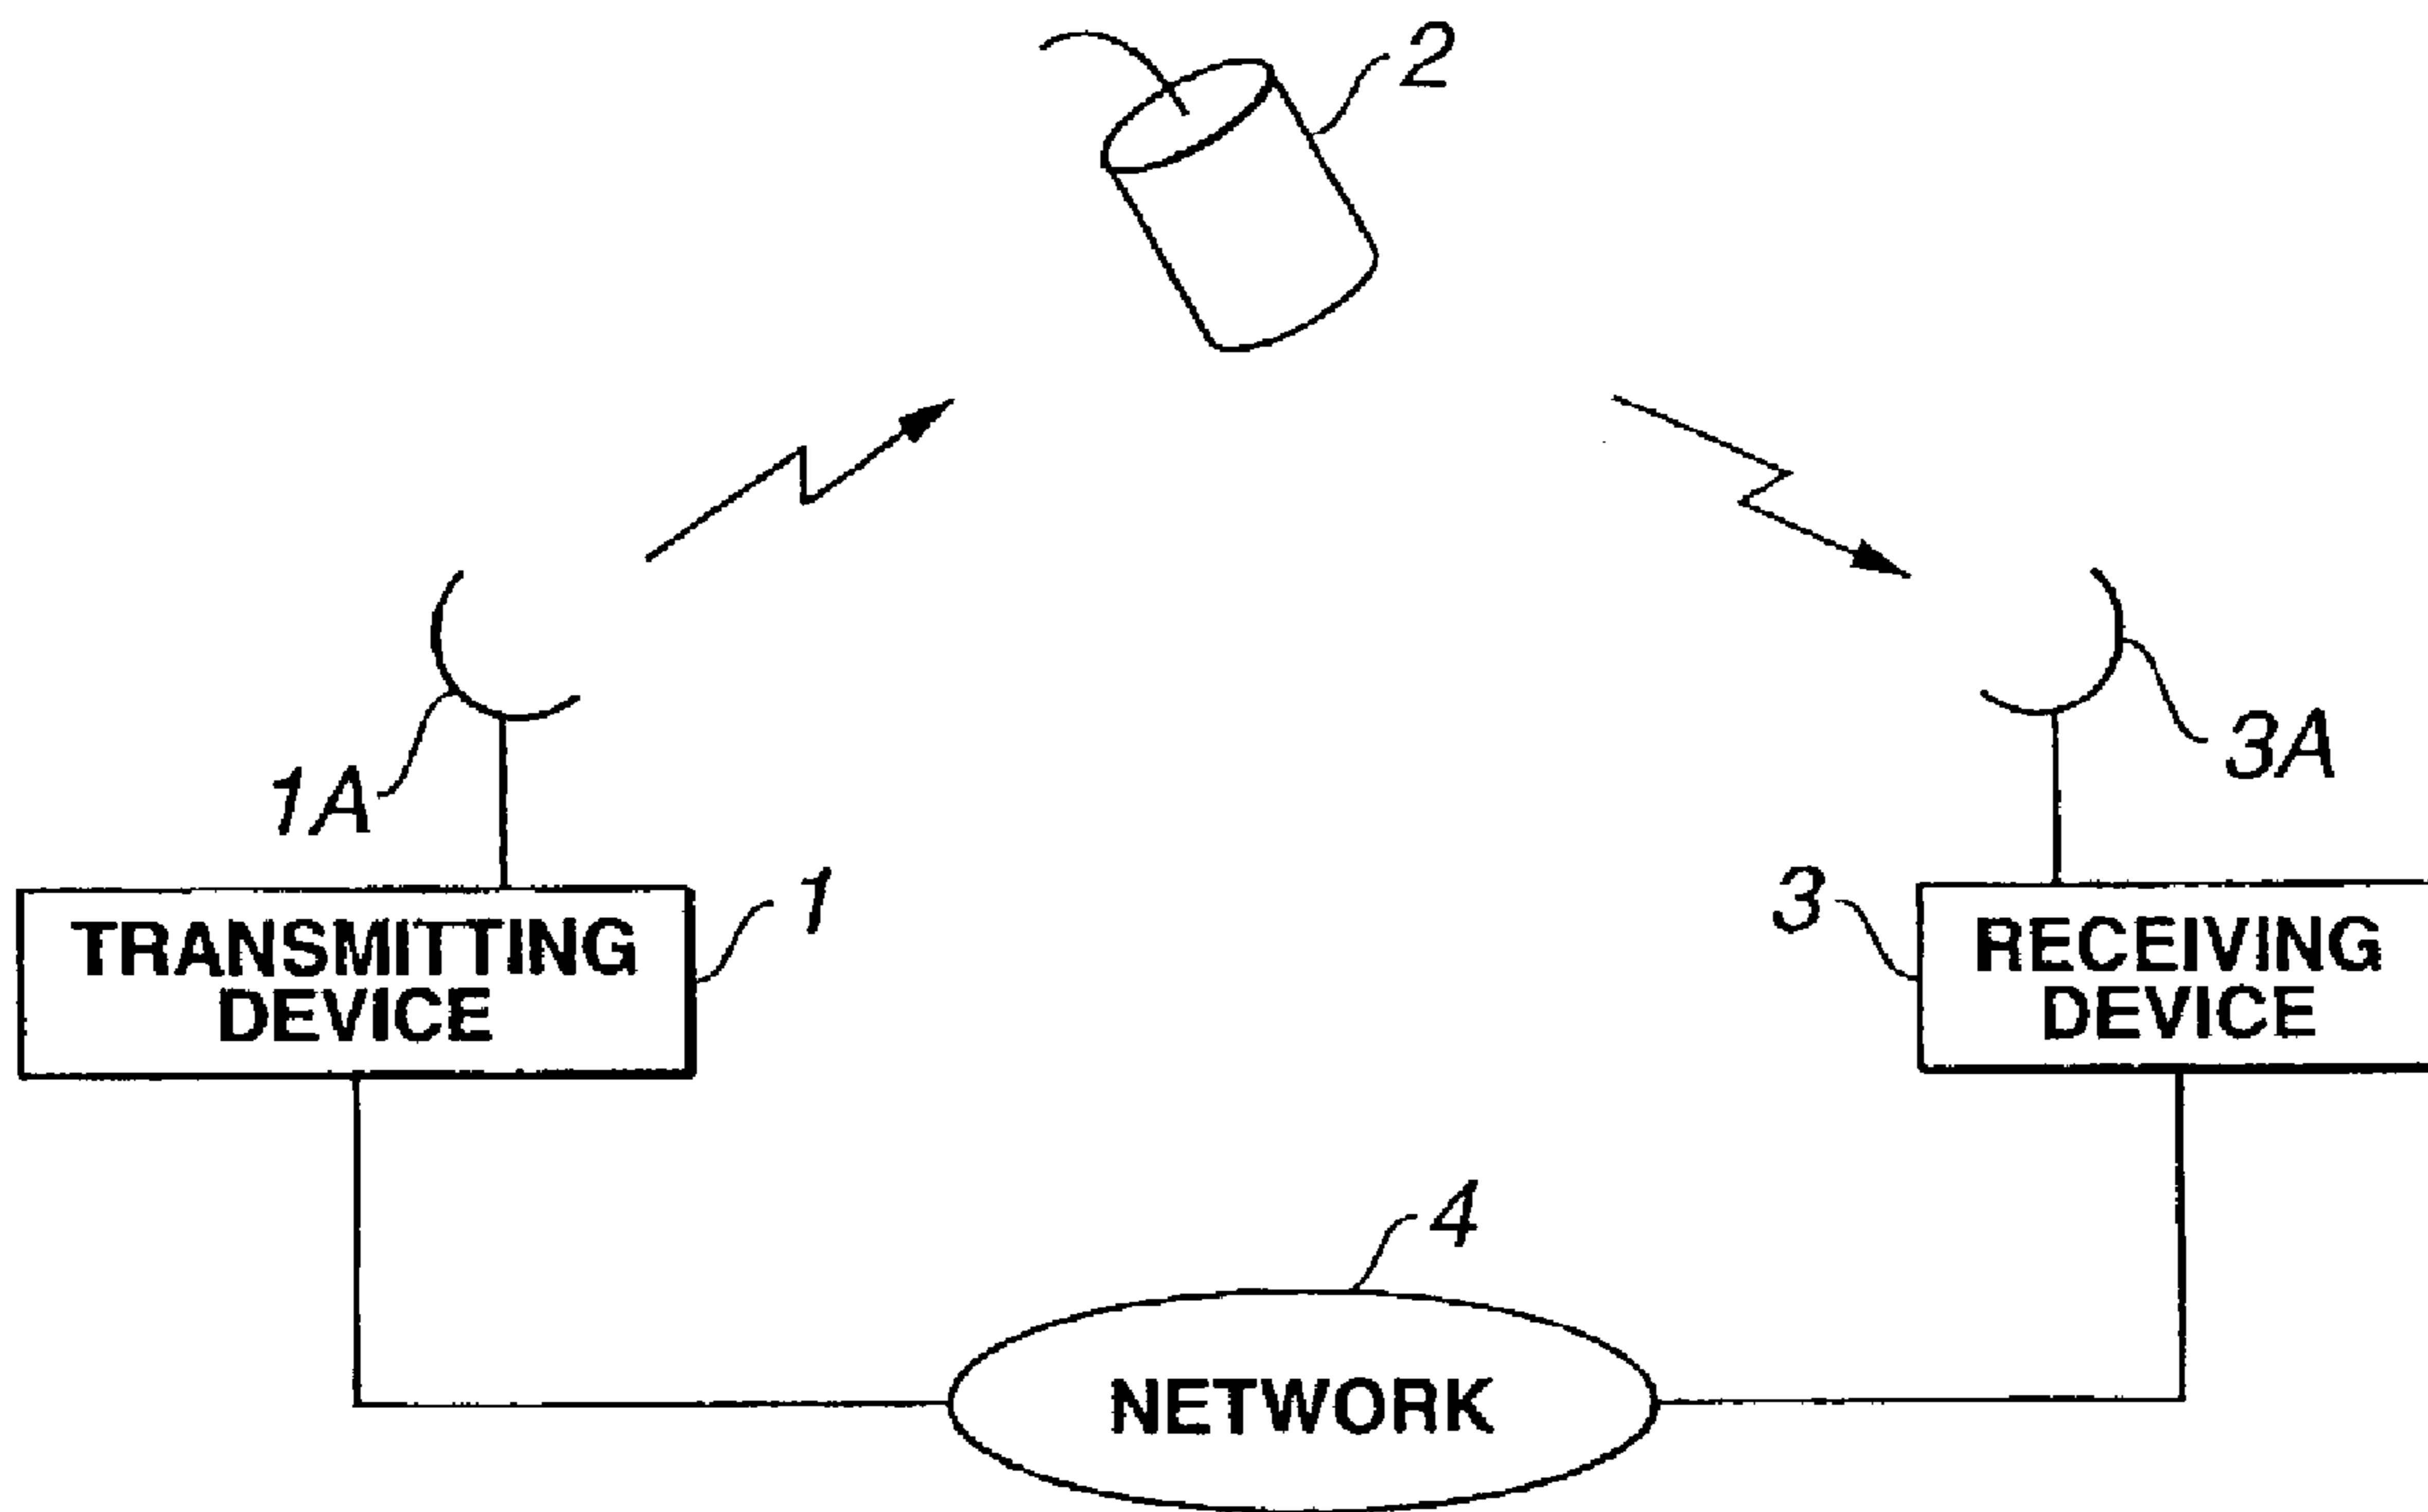 2
1A
3A
1
3
TRANSMITTING
DEVICE
RECEIVING
DEVICE
4
NETWORK